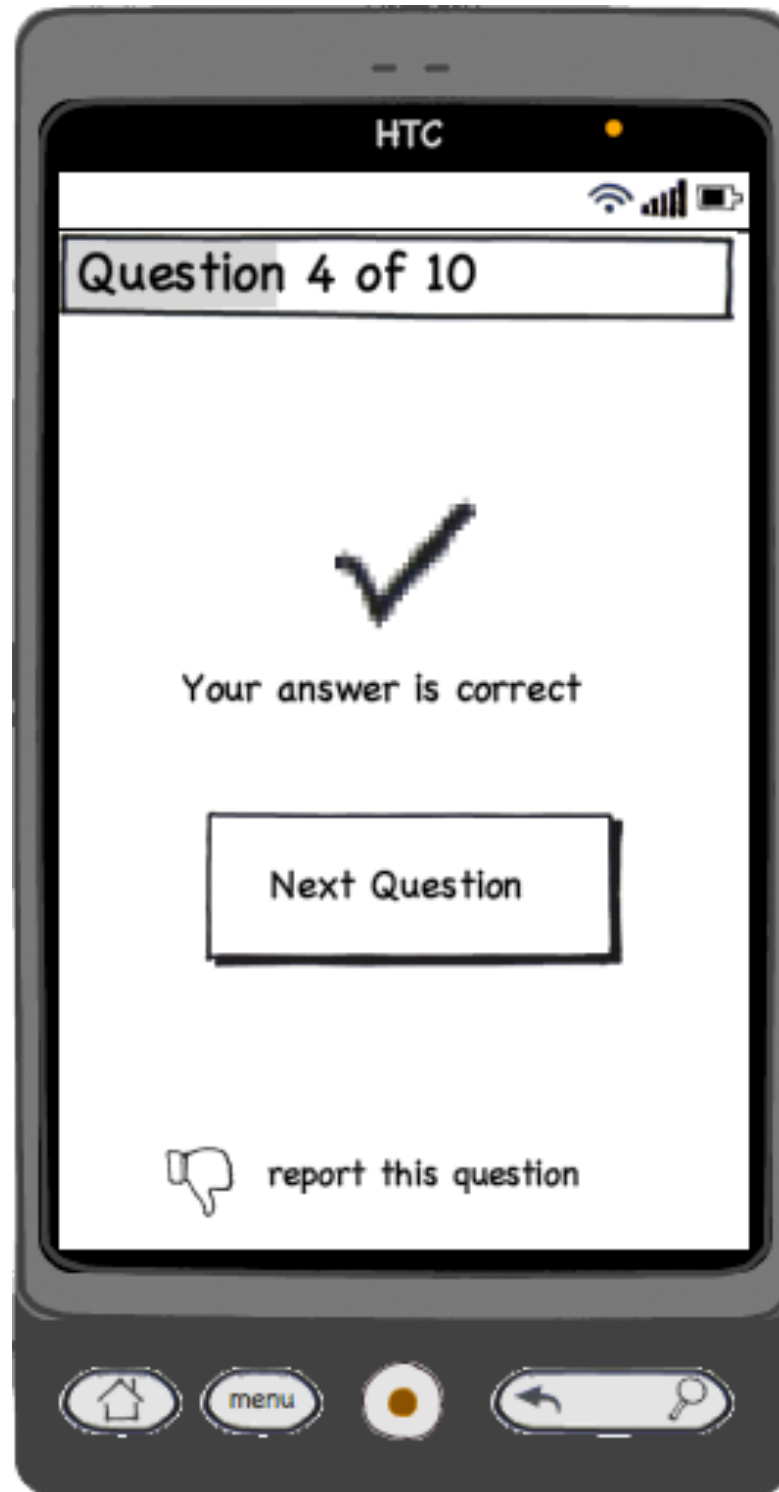 HTC
Question 4 of 10
Your answer is correct
Next Question
report this question
menu